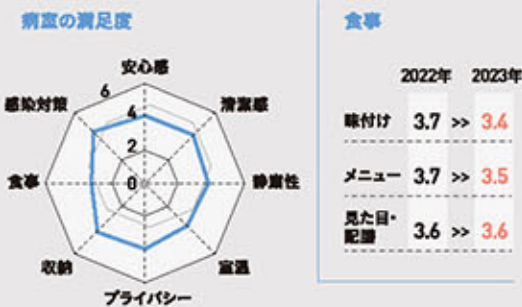 病室の満足度
安心感
清潔感
静寂性
室温
プライバシー
収納
食事
感染対策
6
4
2
0
食事
2022年 2023年
味付け 3.7 >> 3.4
メニュー 3.7 >> 3.5
見た目・
配膳 3.6 >> 3.6